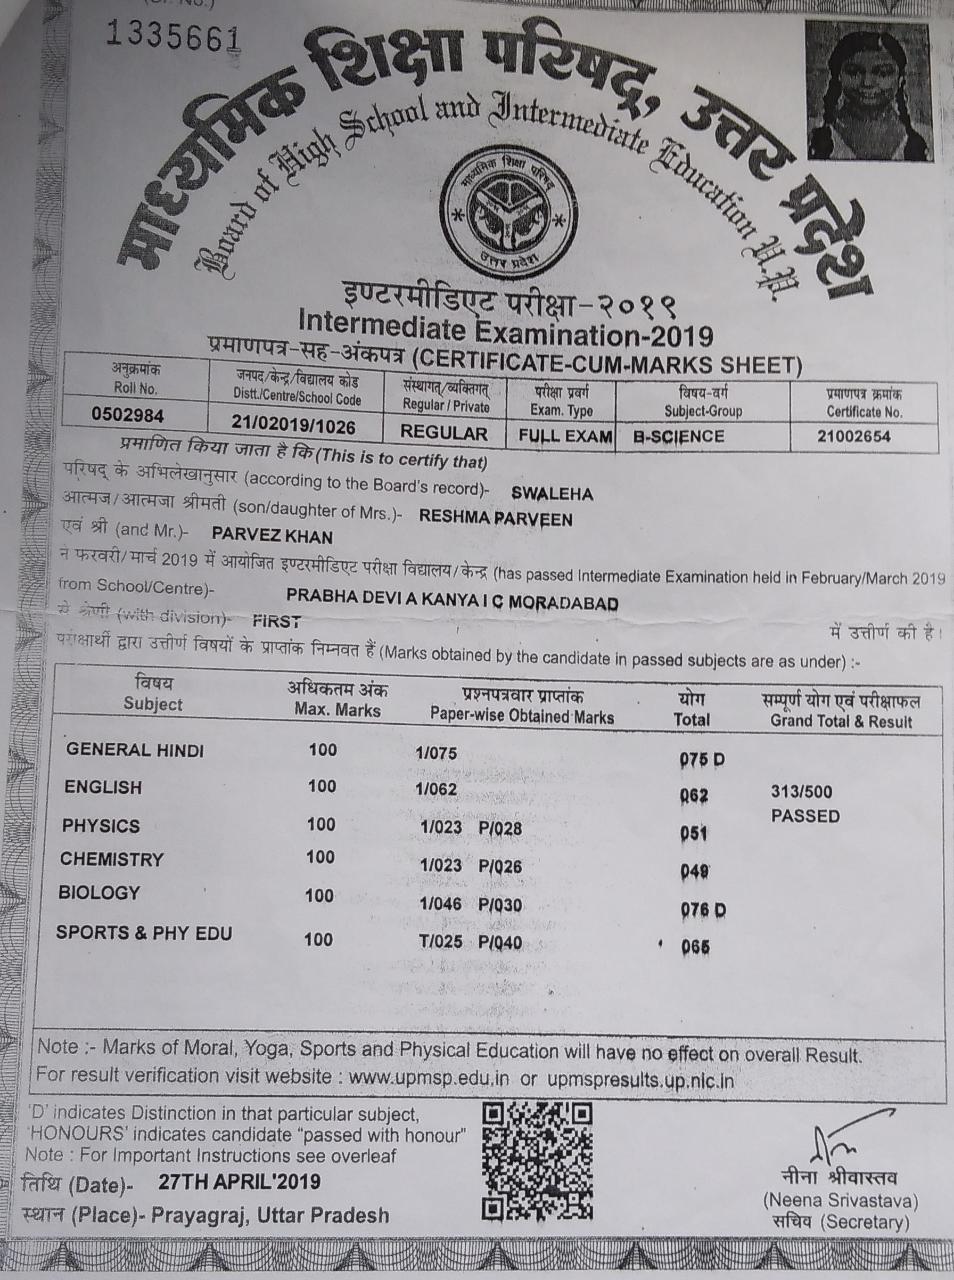 1335661
माध्यमिक शिक्षा परिषद्, उत्तर प्रदेश
Board of High School and Intermediate Education U.P.
माध्यमिक शिक्षा परिषद्
उत्तर प्रदेश
इण्टरमीडिएट परीक्षा-२०१९
Intermediate Examination-2019
प्रमाणपत्र-सह-अंकपत्र (CERTIFICATE-CUM-MARKS SHEET)
अनुक्रमांक जनपद/केन्द्र/विद्यालय कोड संस्थागत्/व्यक्तिगत् परीक्षा प्रवर्ग विषय-वर्ग प्रमाणपत्र क्रमांक
Roll No. Distt./Centre/School Code Regular / Private Exam. Type Subject-Group Certificate No.
0502984 21/02019/1026 REGULAR FULL EXAM B-SCIENCE 21002654
प्रमाणित किया जाता है कि (This is to certify that)
परिषद् के अभिलेखानुसार (according to the Board's record)- SWALEHA
आत्मज/आत्मजा श्रीमती (son/daughter of Mrs.)- RESHMA PARVEEN
एवं श्री (and Mr.)- PARVEZ KHAN
ने फरवरी/मार्च 2019 में आयोजित इण्टरमीडिएट परीक्षा विद्यालय/केन्द्र (has passed Intermediate Examination held in February/March 2019
from School/Centre)- PRABHA DEVI A KANYA I C MORADABAD
से श्रेणी (with division)- FIRST में उत्तीर्ण की है।
परीक्षार्थी द्वारा उत्तीर्ण विषयों के प्राप्तांक निम्नवत हैं (Marks obtained by the candidate in passed subjects are as under) :-
विषय अधिकतम अंक प्रश्नपत्रवार प्राप्तांक योग सम्पूर्ण योग एवं परीक्षाफल
Subject Max. Marks Paper-wise Obtained Marks Total Grand Total & Result
GENERAL HINDI 100 1/075 075 D
ENGLISH 100 1/062 062 313/500
PASSED
PHYSICS 100 1/023 P/028 051
CHEMISTRY 100 1/023 P/026 049
BIOLOGY 100 1/046 P/030 076 D
SPORTS & PHY EDU 100 T/025 P/040 065
Note :- Marks of Moral, Yoga, Sports and Physical Education will have no effect on overall Result.
For result verification visit website : www.upmsp.edu.in or upmspresults.up.nic.in
'D' indicates Distinction in that particular subject,
'HONOURS' indicates candidate "passed with honour"
Note : For Important Instructions see overleaf
तिथि (Date)- 27TH APRIL'2019
स्थान (Place)- Prayagraj, Uttar Pradesh
नीना श्रीवास्तव
(Neena Srivastava)
सचिव (Secretary)